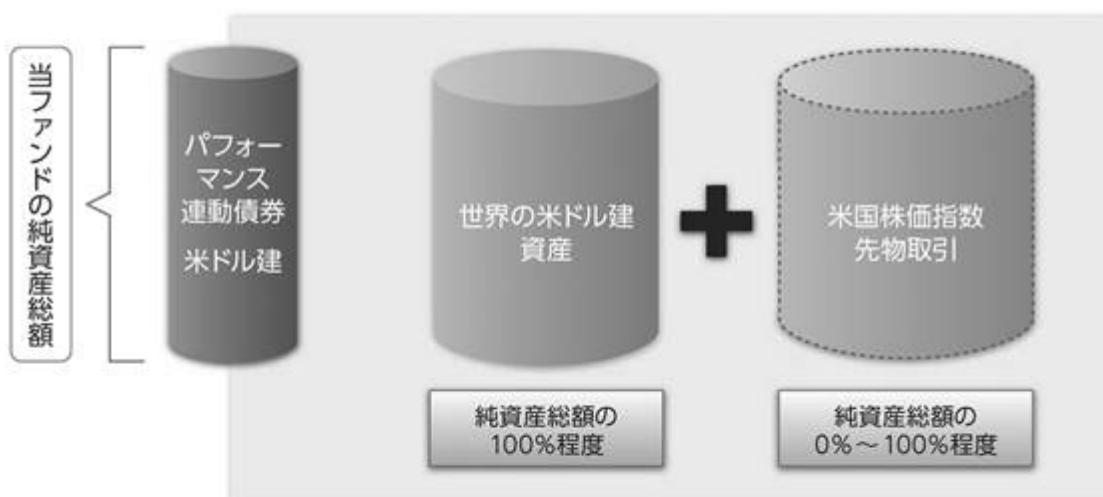 当ファンドの純資産総額
パフォー
マンス
連動債券
米ドル建
世界の米ドル建
資産
米国株価指数
先物取引
純資産総額の
100%程度
純資産総額の
0%～100%程度